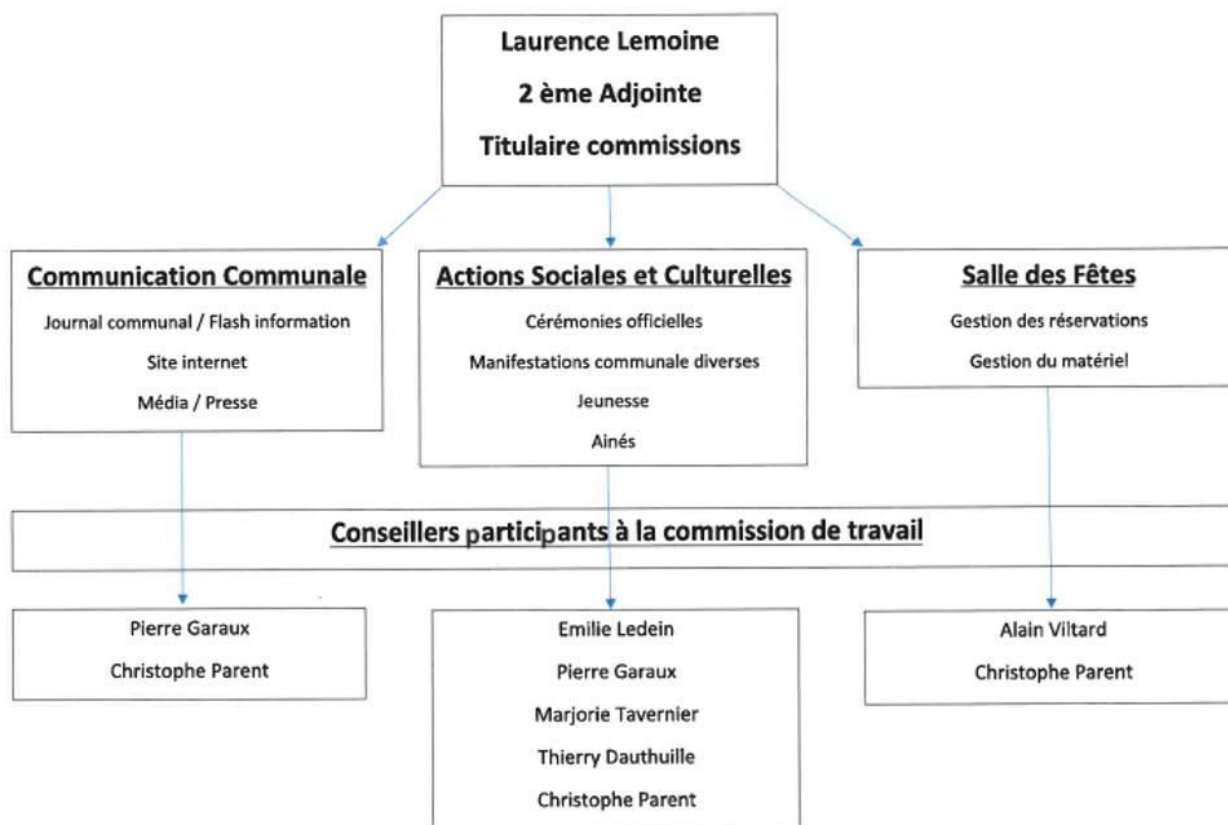 Laurence Lemoine
2 ème Adjointe
Titulaire commissions
Communication Communale
Journal communal / Flash information
Site internet
Média / Presse
Actions Sociales et Culturelles
Cérémonies officielles
Manifestations communale diverses
Jeunesse
Ainés
Salle des Fêtes
Gestion des réservations
Gestion du matériel
Conseillers participants à la commission de travail
Pierre Garaux
Christophe Parent
Emilie Ledein
Pierre Garaux
Marjorie Tavernier
Thierry Dauthuille
Christophe Parent
Alain Viltard
Christophe Parent